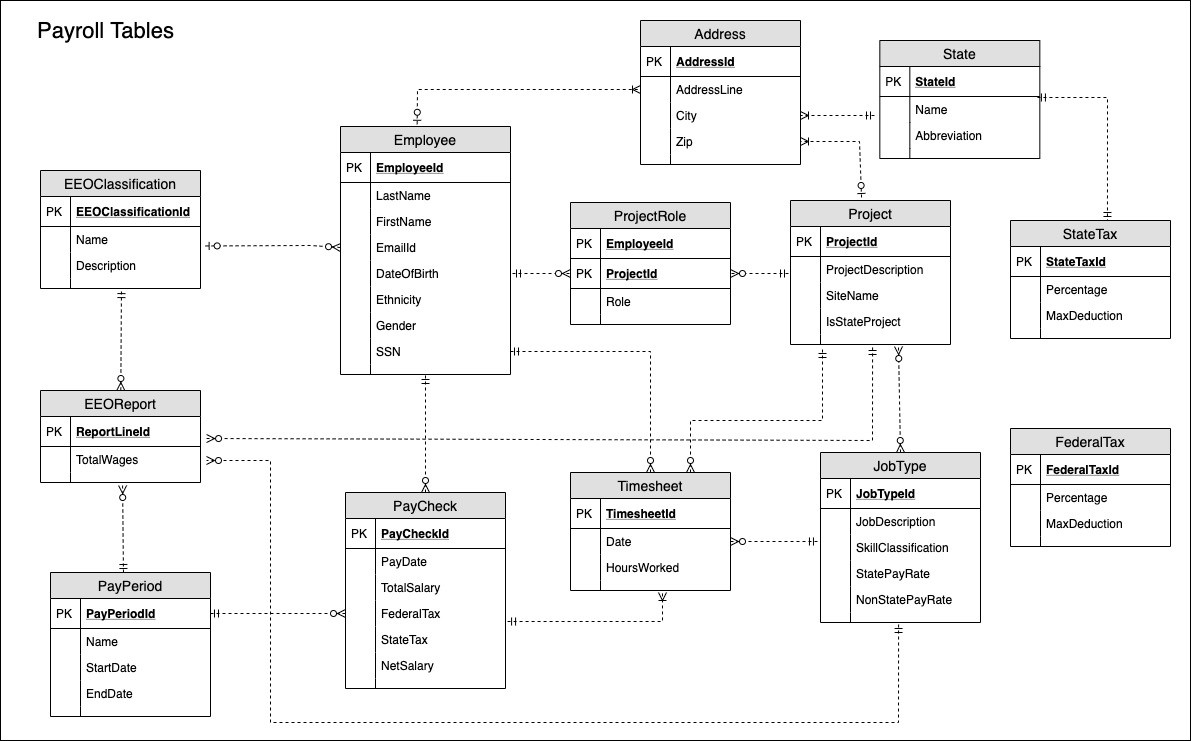 Payroll Tables
Address
PK AddressId
AddressLine
City
Zip
State
PK StateId
Name
Abbreviation
Employee
PK EmployeeId
LastName
FirstName
EmailId
DateOfBirth
Ethnicity
Gender
SSN
EEOClassification
PK EEOClassificationId
Name
Description
ProjectRole
PK EmployeeId
PK ProjectId
Role
Project
PK ProjectId
ProjectDescription
SiteName
IsStateProject
StateTax
PK StateTaxId
Percentage
MaxDeduction
EEOReport
PK ReportLineId
TotalWages
FederalTax
PK FederalTaxId
Percentage
MaxDeduction
JobType
PK JobTypeId
JobDescription
SkillClassification
StatePayRate
NonStatePayRate
Timesheet
PK TimesheetId
Date
HoursWorked
PayCheck
PK PayCheckId
PayDate
TotalSalary
FederalTax
StateTax
NetSalary
PayPeriod
PK PayPeriodId
Name
StartDate
EndDate